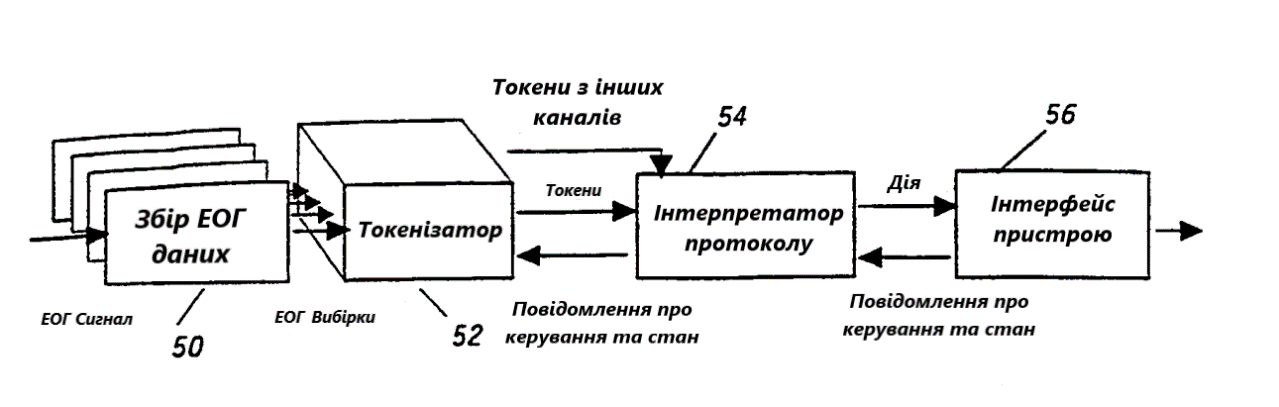 Токени з інших
каналів
54
56
Збір ЕОГ
даних
Токенізатор
Токени
Інтерпретатор
протоколу
Дія
Інтерфейс
пристрою
ЕОГ Сигнал
50
ЕОГ Вибірки
52
Повідомлення про
керування та стан
Повідомлення про
керування та стан